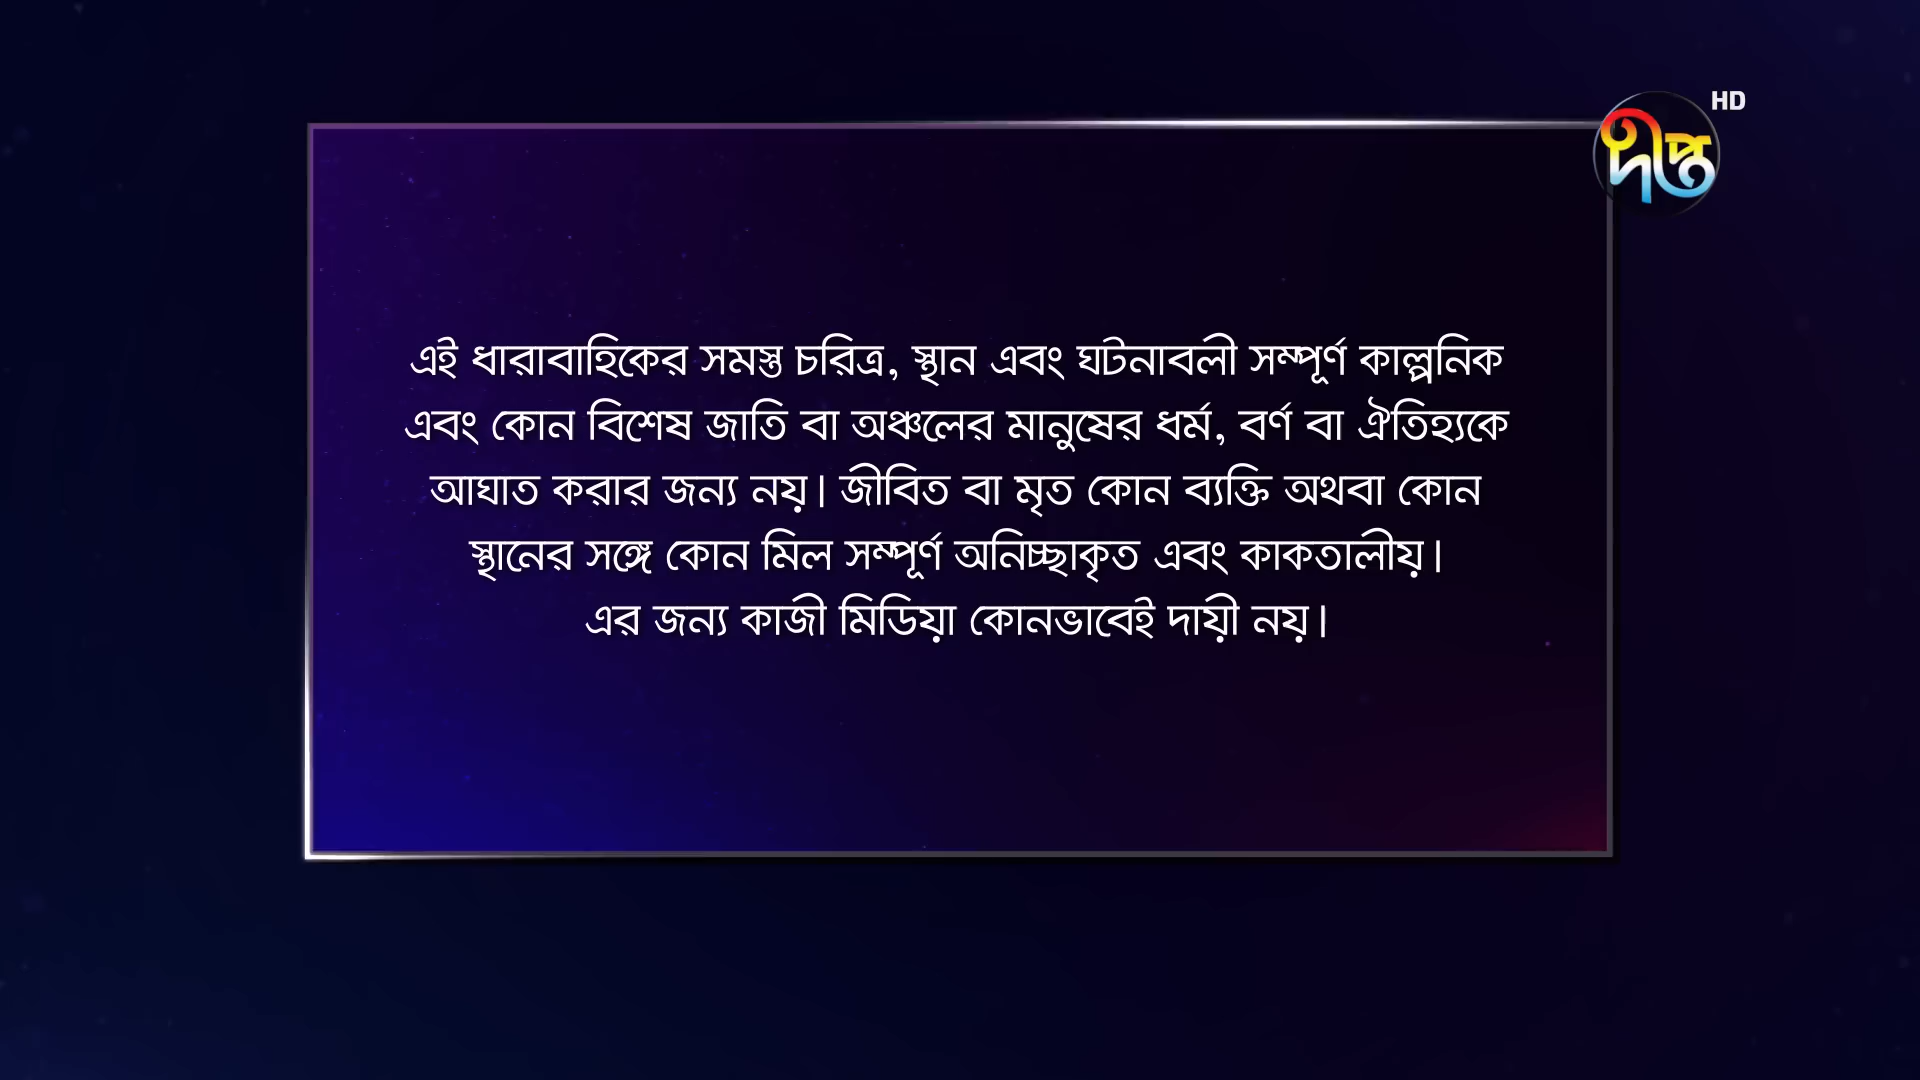 HD
দীপ্ত
এই ধারাবাহিকের সমস্ত চরিত্র, স্থান এবং ঘটনাবলী সম্পূর্ণ কাল্পনিক
এবং কোন বিশেষ জাতি বা অঞ্চলের মানুষের ধর্ম, বর্ণ বা ঐতিহ্যকে
আঘাত করার জন্য নয়। জীবিত বা মৃত কোন ব্যক্তি অথবা কোন
স্থানের সঙ্গে কোন মিল সম্পূর্ণ অনিচ্ছাকৃত এবং কাকতালীয়।
এর জন্য কাজী মিডিয়া কোনভাবেই দায়ী নয়।